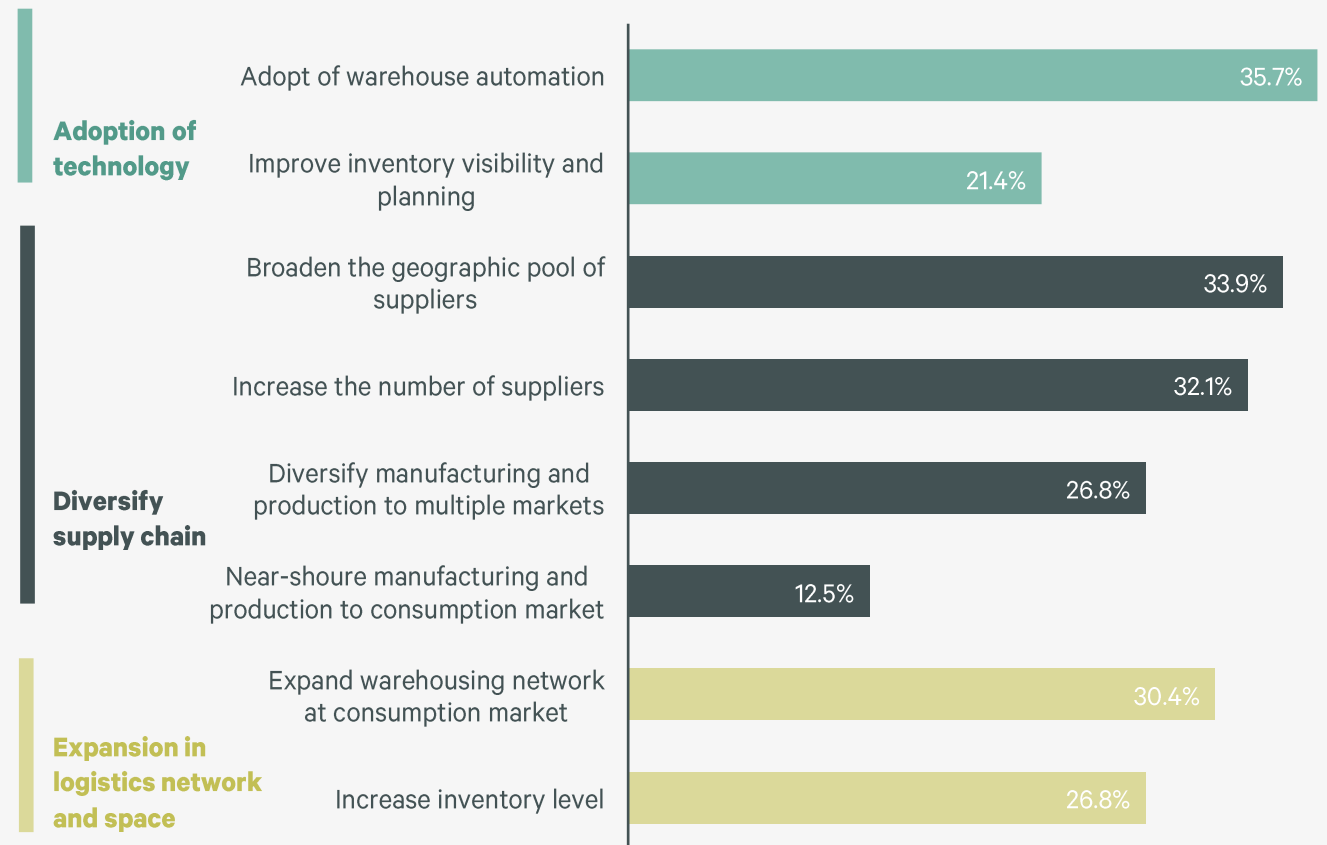 Adoption of
technology
Adopt of warehouse automation
35.7%
Improve inventory visibility and
planning
21.4%
Diversify
supply chain
Broaden the geographic pool of
suppliers
33.9%
Increase the number of suppliers
32.1%
Diversify manufacturing and
production to multiple markets
26.8%
Near-shoure manufacturing and
production to consumption market
12.5%
Expansion in
logistics network
and space
Expand warehousing network
at consumption market
30.4%
Increase inventory level
26.8%